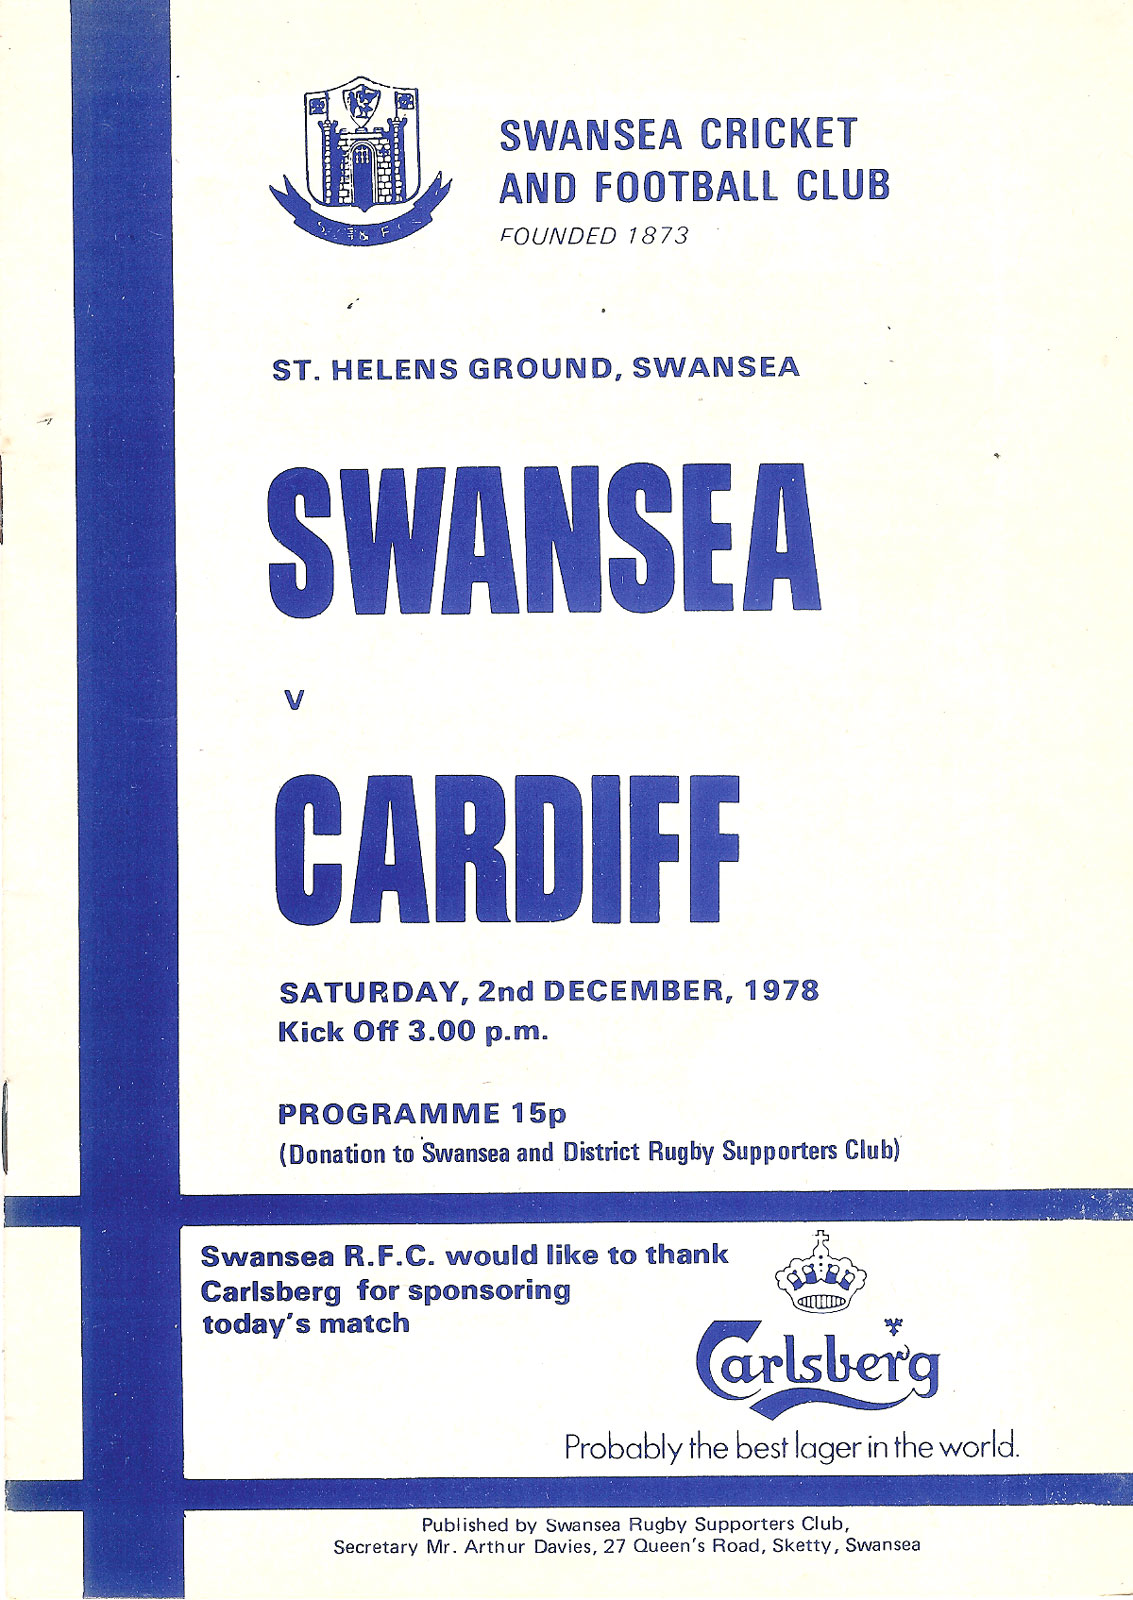 SWANSEA CRICKET
AND FOOTBALL CLUB
FOUNDED 1873
ST. HELENS GROUND, SWANSEA
SWANSEA
v
CARDIFF
SATURDAY, 2nd DECEMBER, 1978
Kick Off 3.00 p.m.
PROGRAMME 15p
(Donation to Swansea and District Rugby Supporters Club)
Swansea R.F.C. would like to thank
Carlsberg for sponsoring
today's match
Carlsberg
Probably the best lager in the world.
Published by Swansea Rugby Supporters Club,
Secretary Mr. Arthur Davies, 27 Queen's Road, Sketty, Swansea